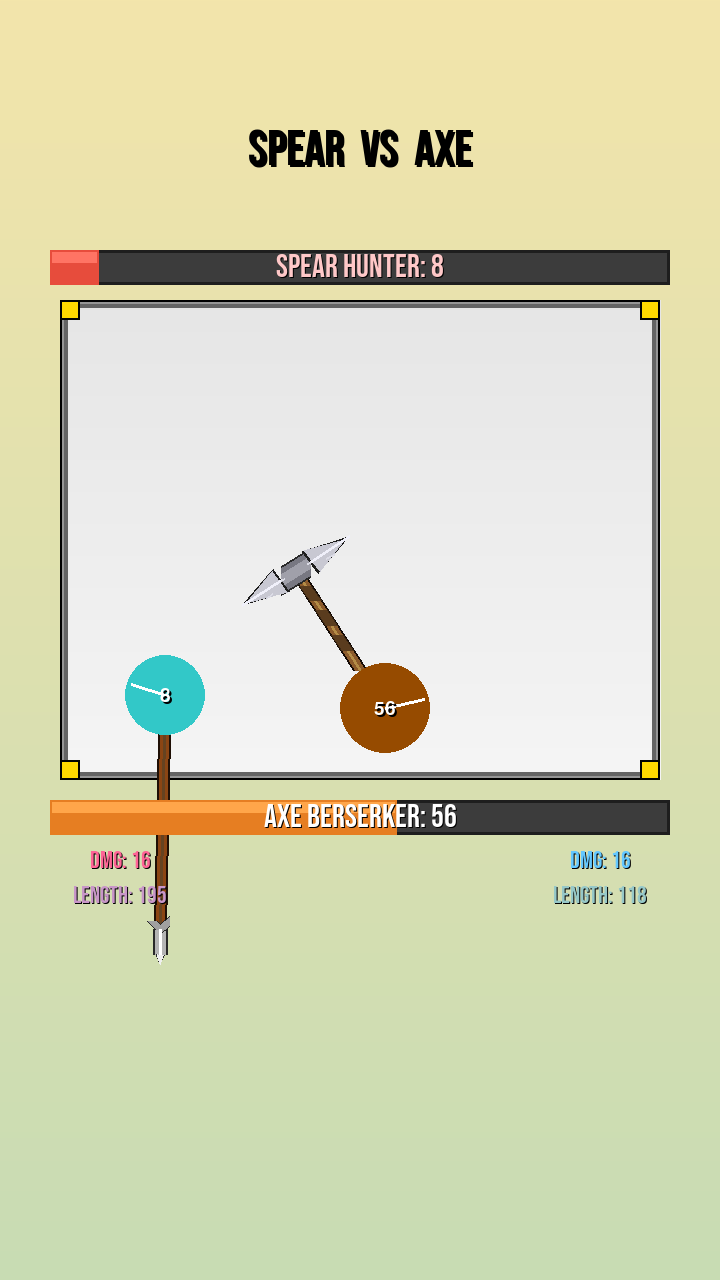 SPEAR VS AXE
SPEAR HUNTER: 8
8
56
AXE BERSERKER: 56
DMG: 16
DMG: 16
LENGTH: 195
LENGTH: 118